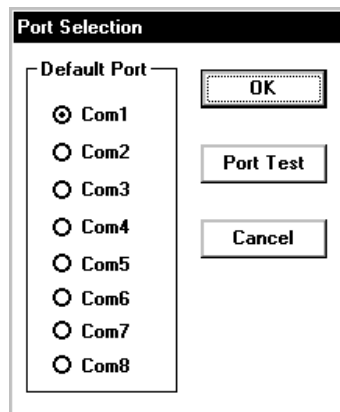 Port Selection
Default Port
Com1
Com2
Com3
Com4
Com5
Com6
Com7
Com8
OK
Port Test
Cancel